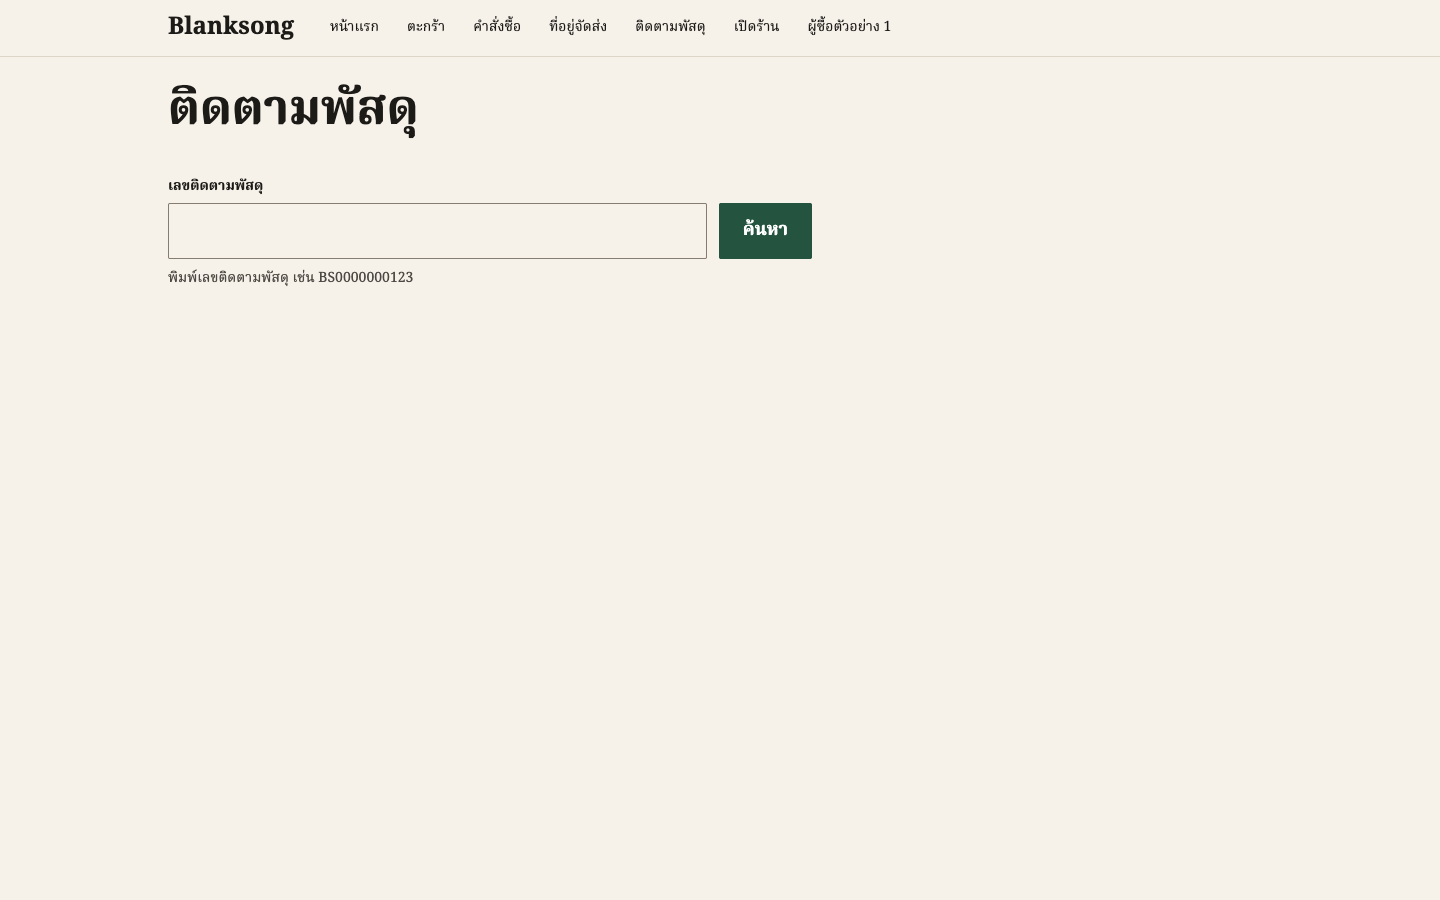 Blanksong หน้าแรก ตะกร้า คำสั่งซื้อ ที่อยู่จัดส่ง ติดตามพัสดุ เปิดร้าน ผู้ซื้อตัวอย่าง 1
ติดตามพัสดุ
เลขติดตามพัสดุ
ค้นหา
พิมพ์เลขติดตามพัสดุ เช่น BS0000000123